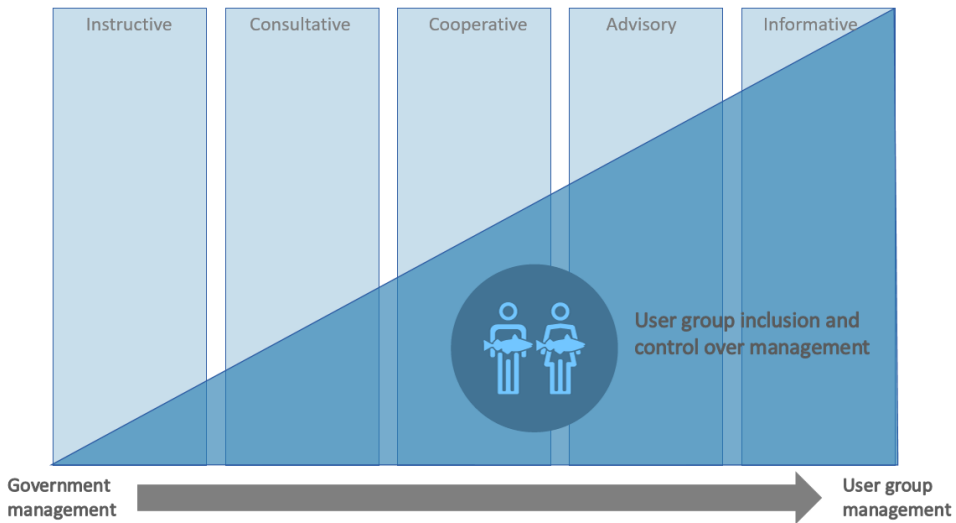 Instructive
Consultative
Cooperative
Advisory
Informative
User group inclusion and
control over management
Government
management
User group
management